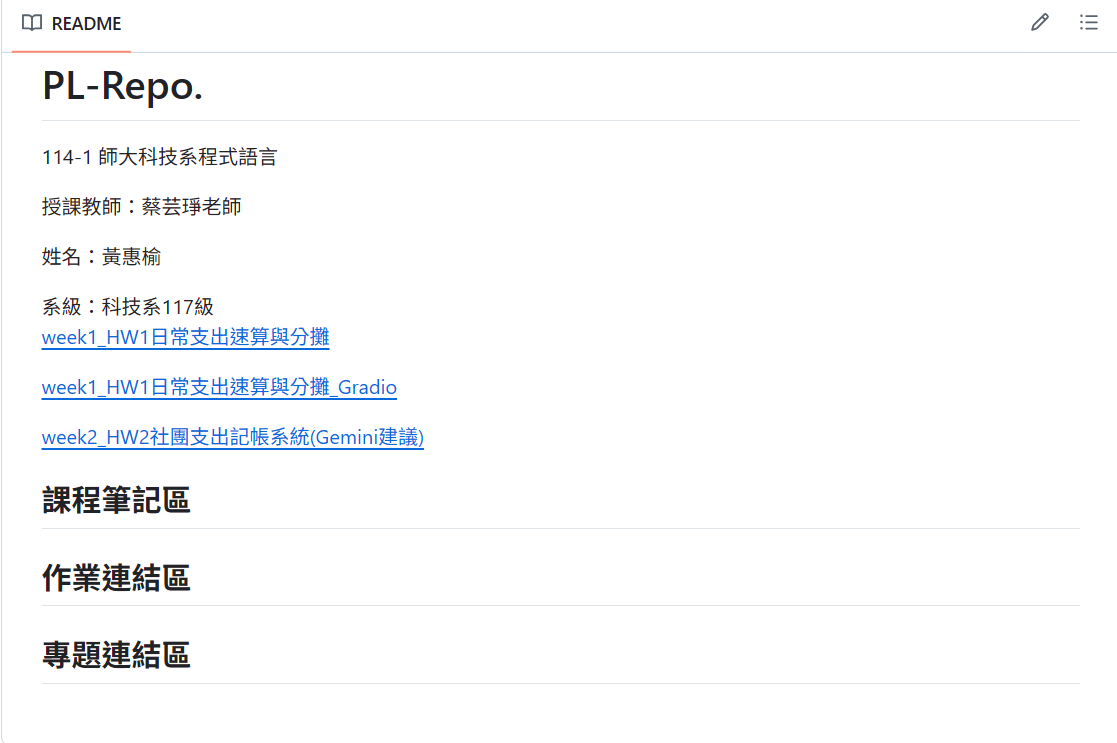 README
PL-Repo.
114-1 師大科技系程式語言
授課教師：蔡芸琤老師
姓名：黃惠榆
系級：科技系117級
week1_HW1日常支出速算與分攤
week1_HW1日常支出速算與分攤_Gradio
week2_HW2社團支出記帳系統(Gemini建議)
課程筆記區
作業連結區
專題連結區